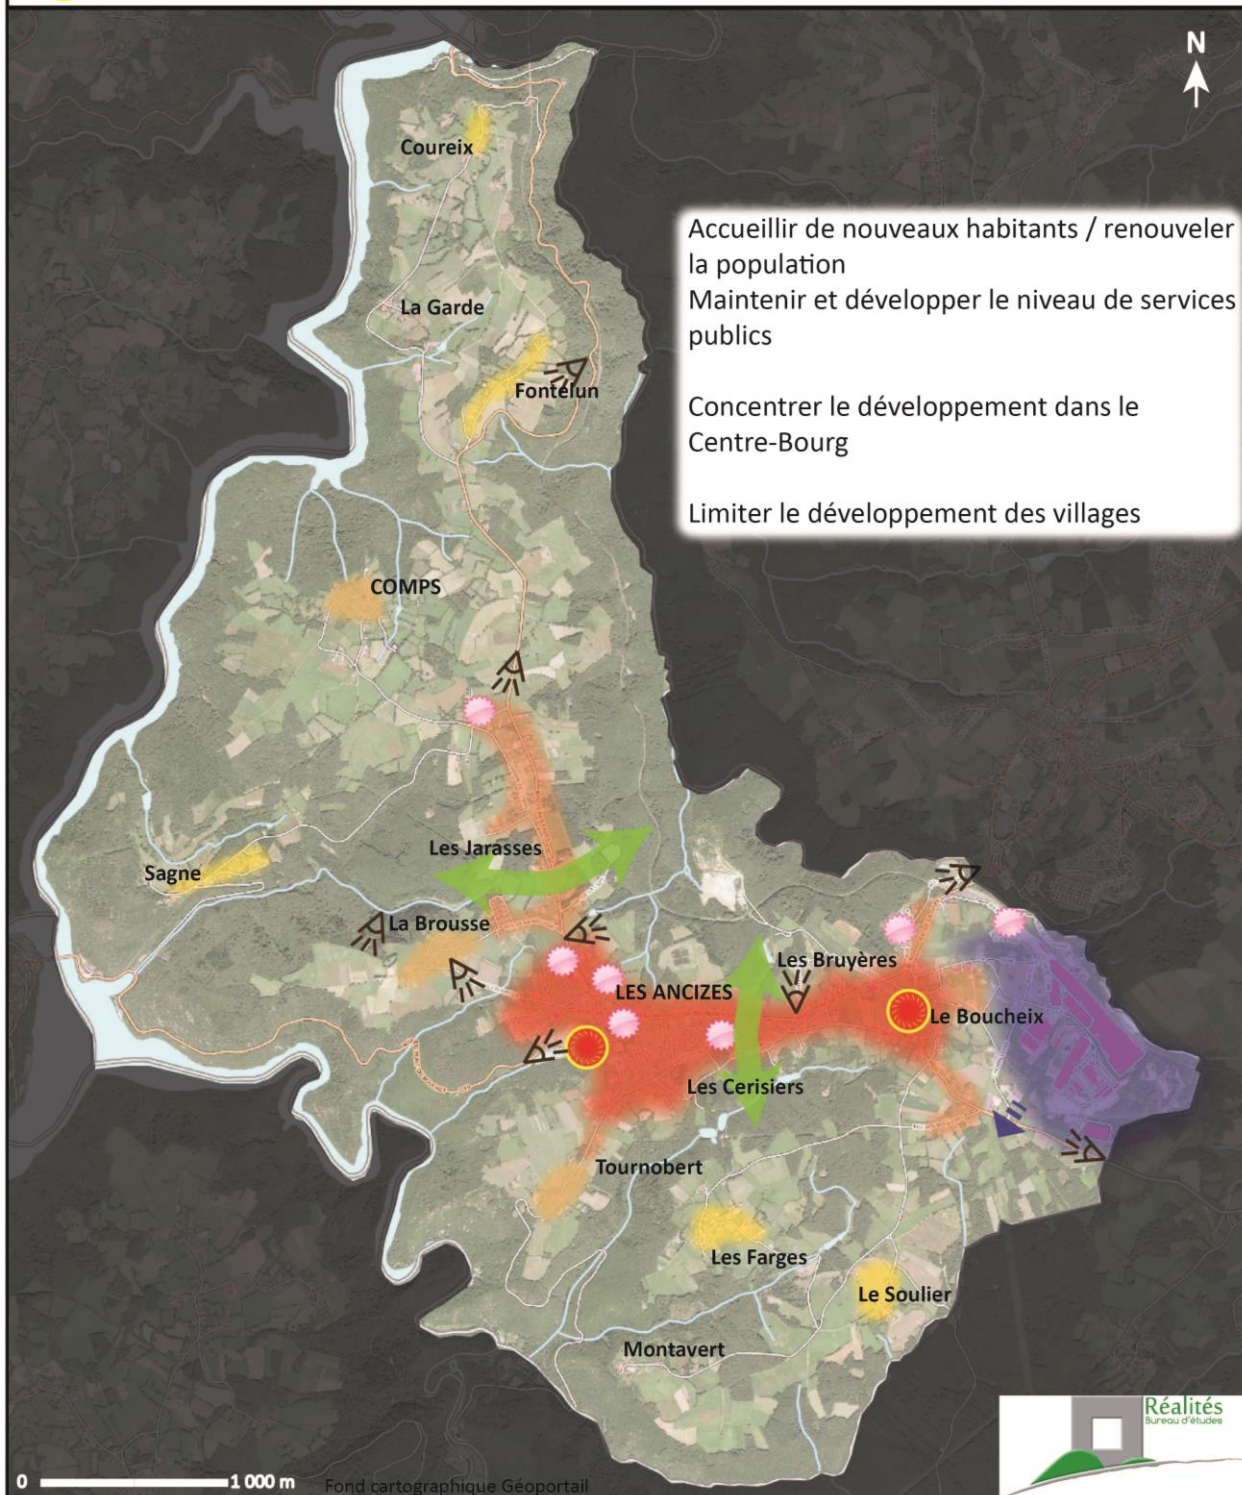 N
Coureix
Accueillir de nouveaux habitants / renouveler
la population
Maintenir et développer le niveau de services
publics
Concentrer le développement dans le
Centre-Bourg
Limiter le développement des villages
La Garde
Fontélun
COMPS
Les Jarasses
Sagne
La Brousse
Les Bruyères
LES ANCIZES
Le Boucheix
Les Cerisiers
Tournobert
Les Farges
Le Soulier
Montavert
Réalités
Bureau d'études
0 1 000 m
Fond cartographique Géoportail